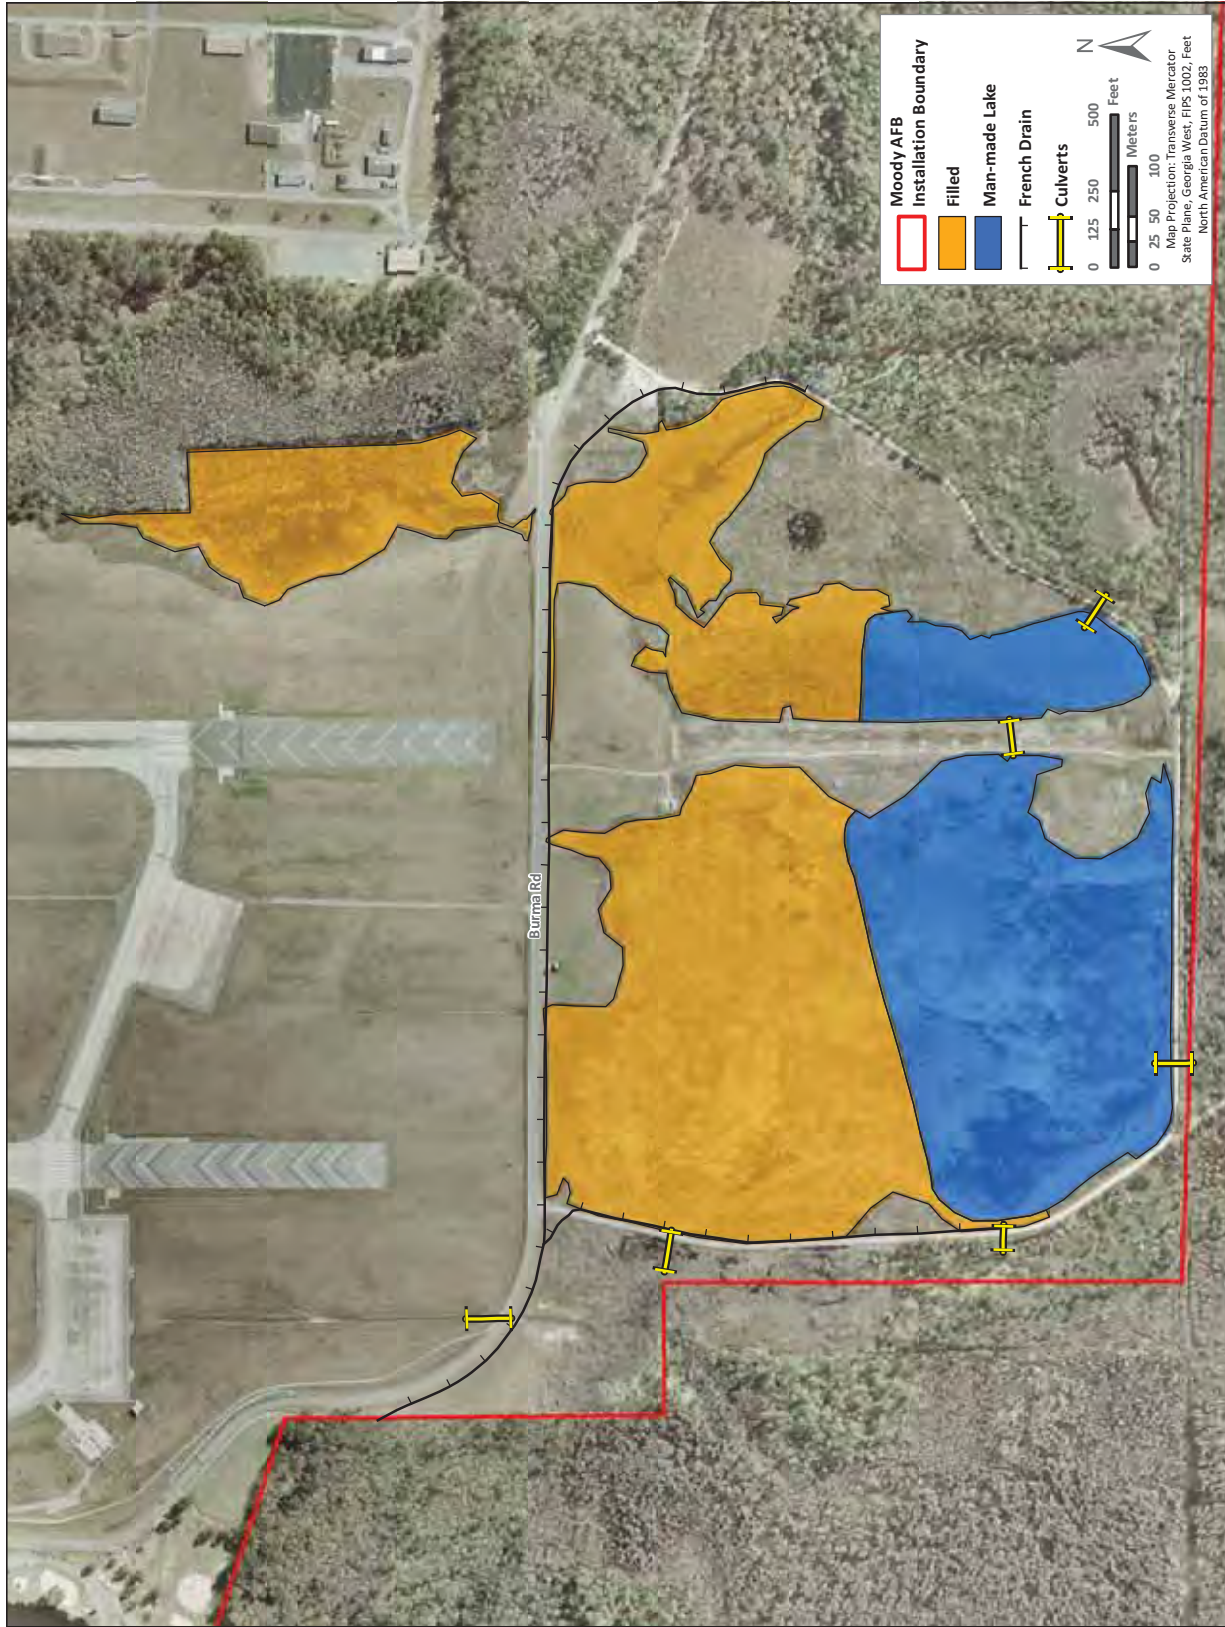 Burma Rd
Moody AFB
Installation Boundary
Filled
Man-made Lake
French Drain
Culverts
N
0 125 250 500
Feet
Meters
0 25 50 100
Map Projection: Transverse Mercator
State Plane, Georgia West, FIPS 1002, Feet
North American Datum of 1983